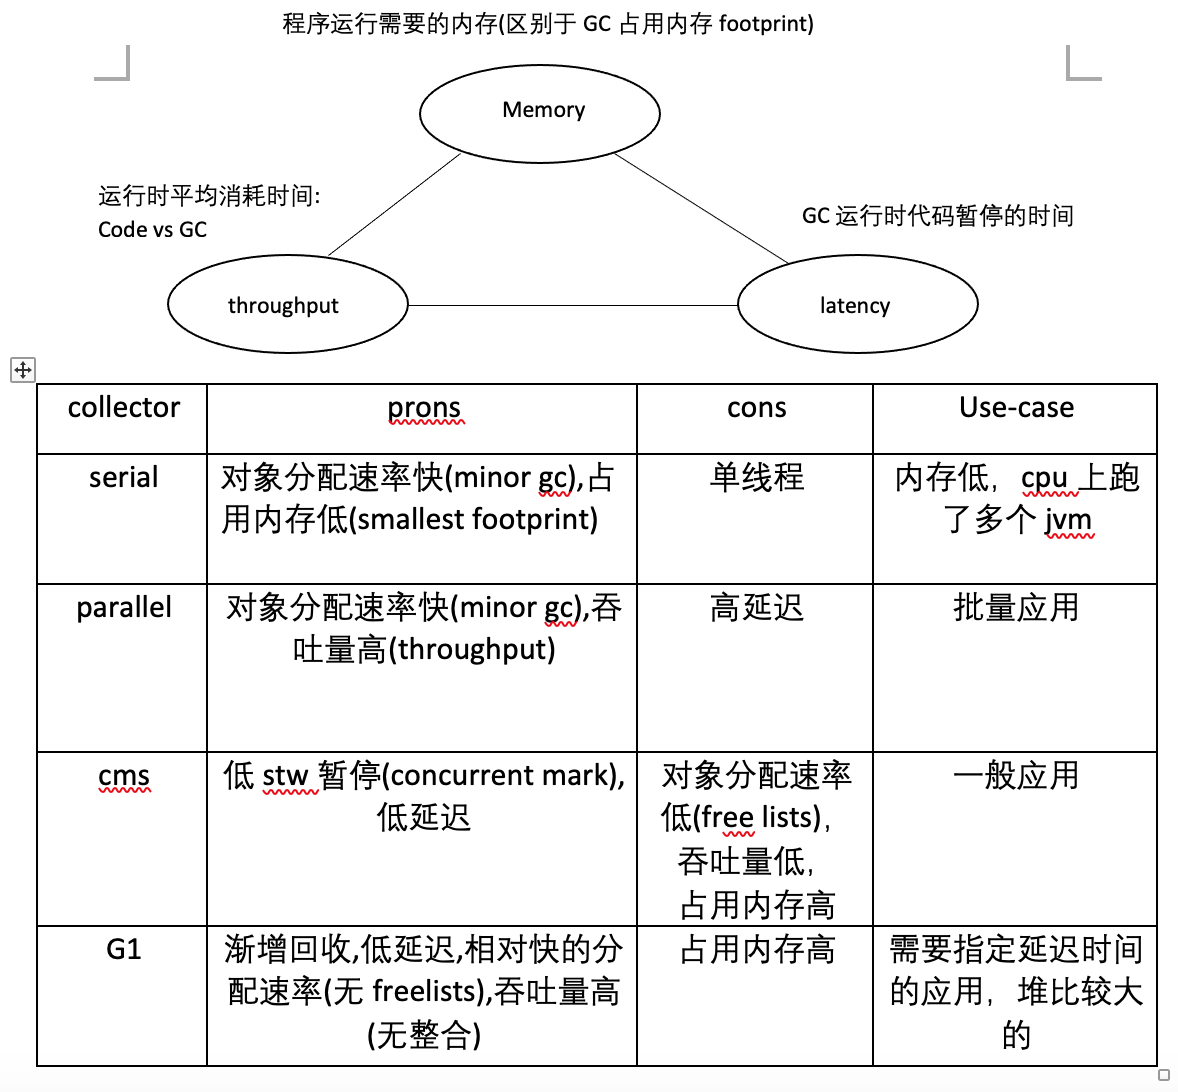 程序运行需要的内存(区别于 GC 占用内存 footprint)
Memory
运行时平均消耗时间:
Code vs GC
GC 运行时代码暂停的时间
throughput
latency
collector
prons
cons
Use-case
serial
对象分配速率快(minor gc),占
用内存低(smallest footprint)
单线程
内存低，cpu 上跑
了多个 jvm
parallel
对象分配速率快(minor gc),吞
吐量高(throughput)
高延迟
批量应用
cms
低 stw 暂停(concurrent mark),
低延迟
对象分配速率
低(free lists)，
吞吐量低，
占用内存高
一般应用
G1
渐增回收,低延迟,相对快的分
配速率(无 freelists),吞吐量高
(无整合)
占用内存高
需要指定延迟时间
的应用，堆比较大
的